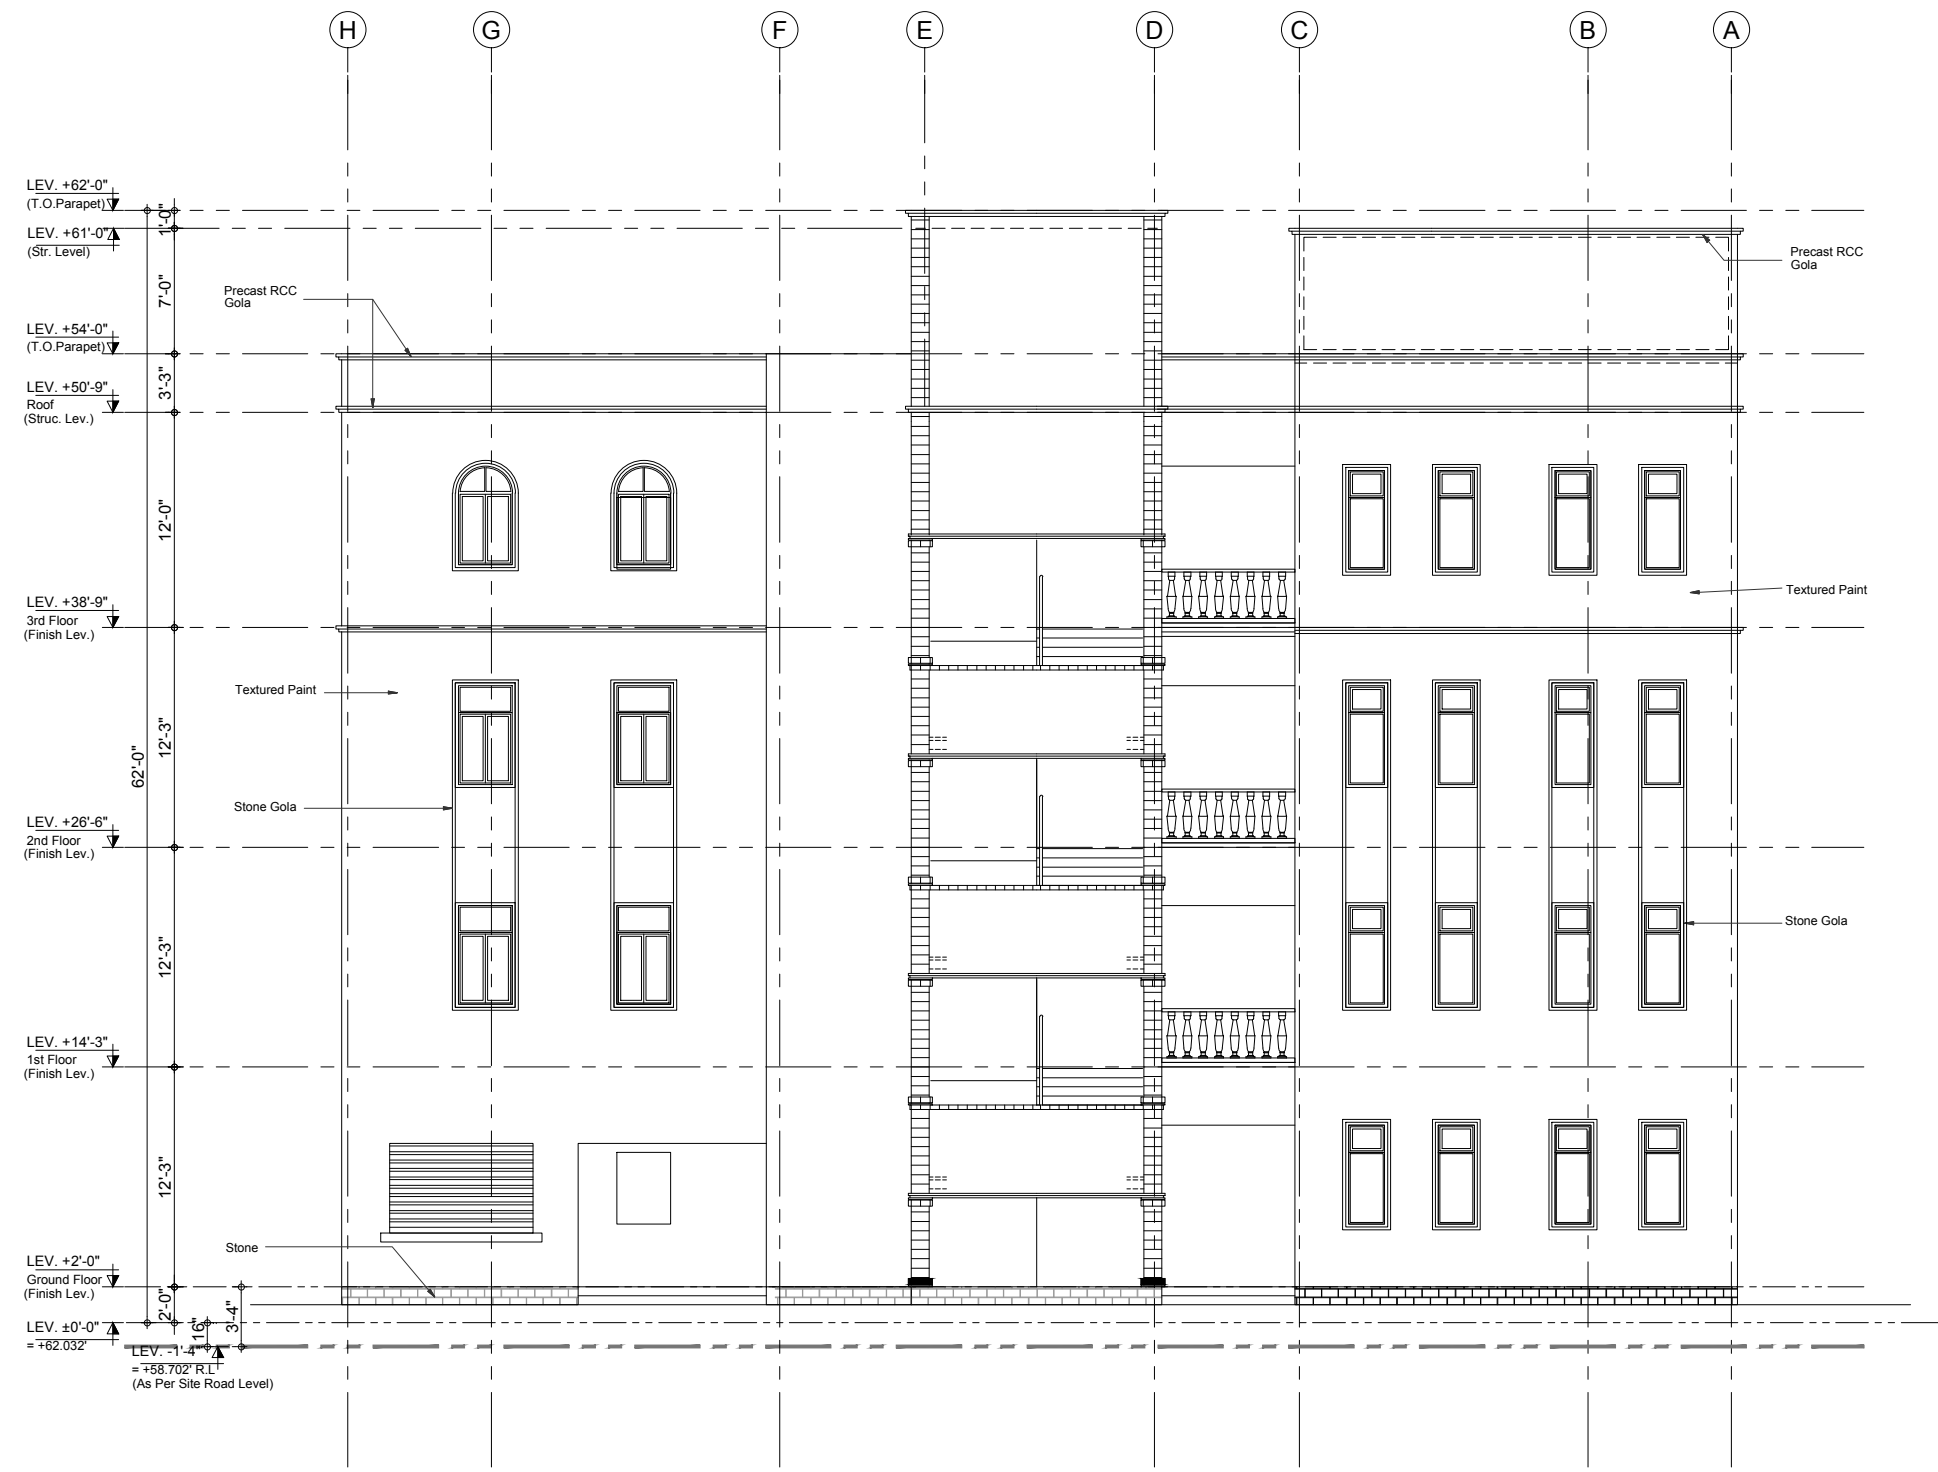 H G F E D C B A
LEV. +62'-0"
(T.O.Parapet)
1'-0"
LEV. +61'-0"
(Str. Level)
Precast RCC
Gola
Precast RCC
Gola
7'-0"
LEV. +54'-0"
(T.O.Parapet)
3'-3"
LEV. +50'-9"
Roof
(Struc. Lev.)
12'-0"
Textured Paint
LEV. +38'-9"
3rd Floor
(Finish Lev.)
Textured Paint
12'-3"
62'-0"
Stone Gola
LEV. +26'-6"
2nd Floor
(Finish Lev.)
Stone Gola
12'-3"
LEV. +14'-3"
1st Floor
(Finish Lev.)
12'-3"
Stone
LEV. +2'-0"
Ground Floor
(Finish Lev.)
2'-0"
3'-4"
16"
LEV. ±0'-0"
= +62.032'
LEV. -1'-4"
= +58.702' R.L
(As Per Site Road Level)